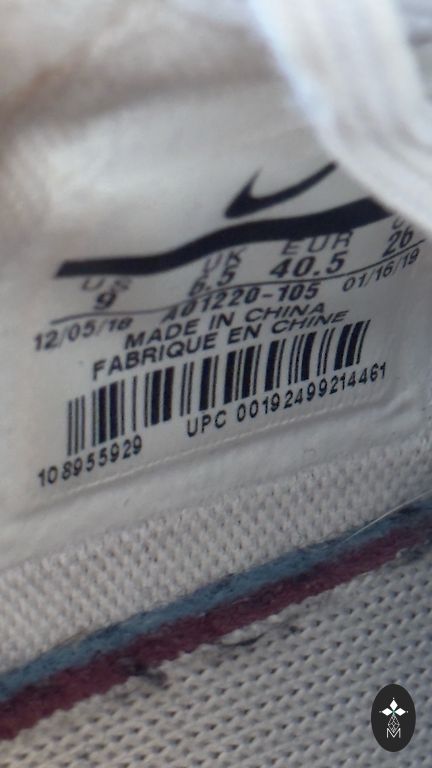 US UK EUR
9 6.5 40.5 26
12/05/18 AO1220-105 01/16/19
MADE IN CHINA
FABRIQUE EN CHINE
108955929 UPC 00192499214461
M